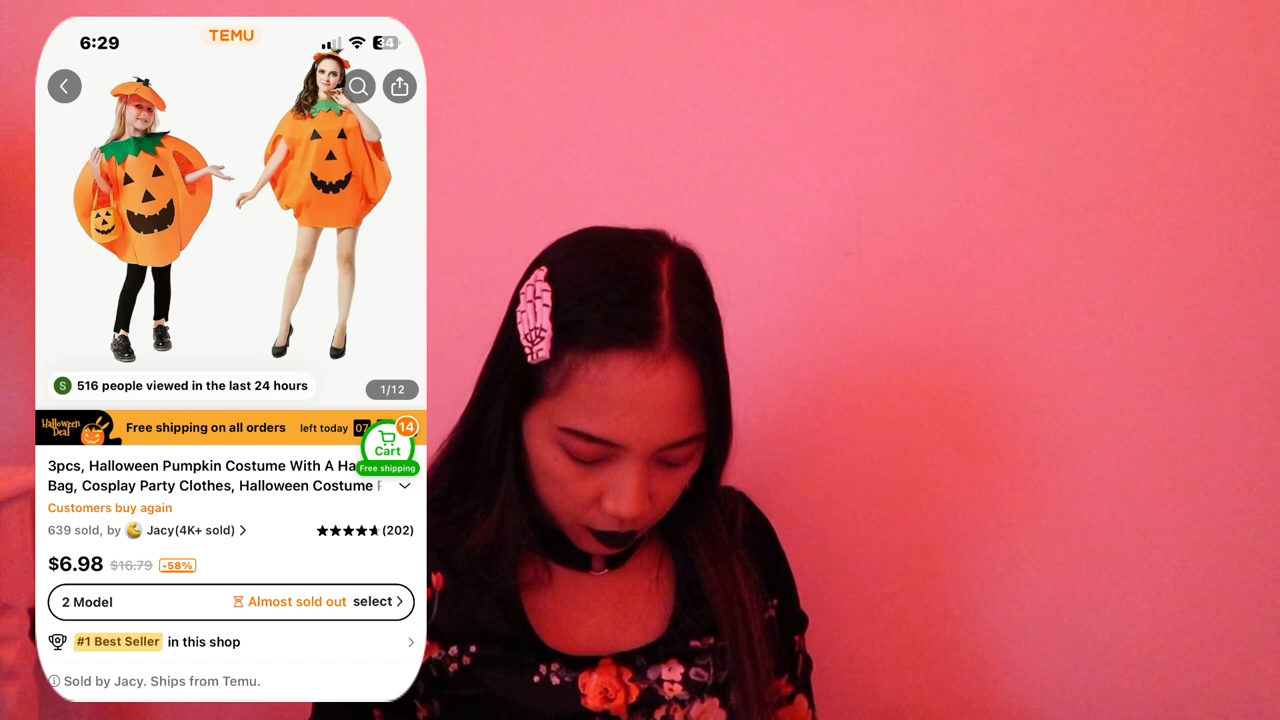 6:29
TEMU
34
S 516 people viewed in the last 24 hours
1/12
Halloween
Deal
Free shipping on all orders
left today 07
14
Cart
Free shipping
3pcs, Halloween Pumpkin Costume With A
Bag, Cosplay Party Clothes, Halloween Costume
Customers buy again
639 sold, by Jacy(4K+ sold)
(202)
$6.98 $16.79 -58%
2 Model
Almost sold out select
#1 Best Seller in this shop
Sold by Jacy. Ships from Temu.